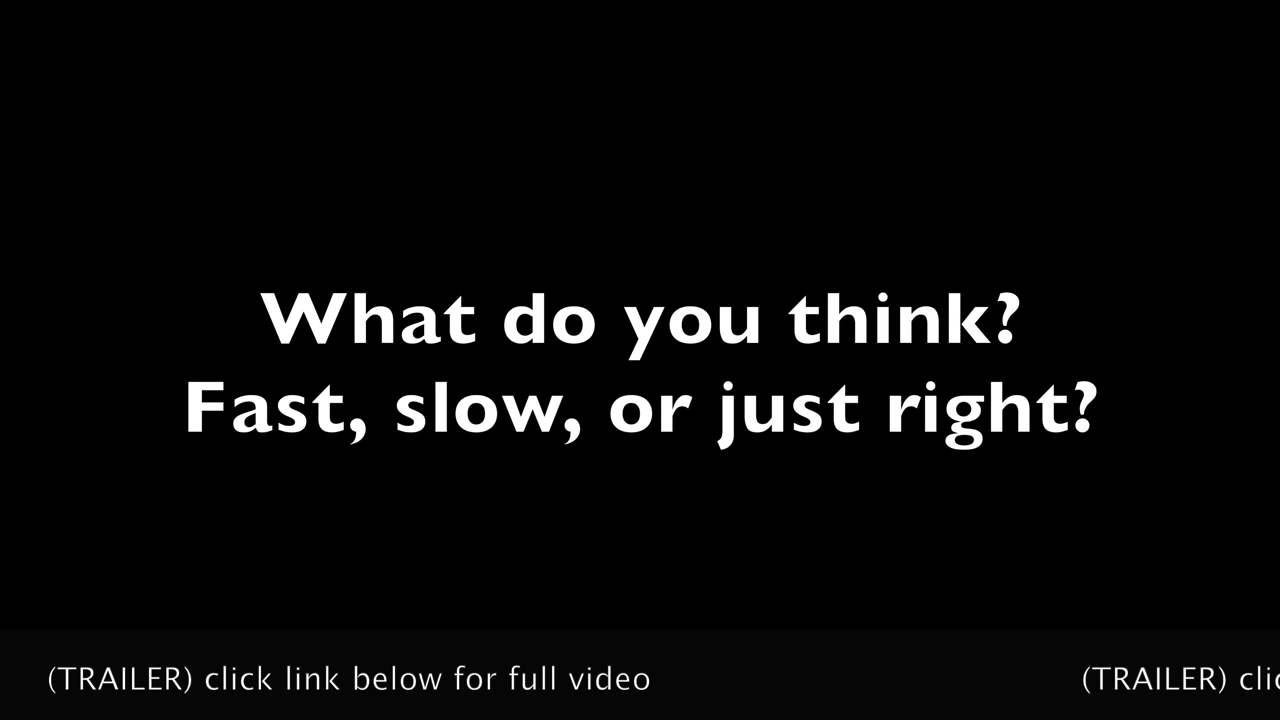 What do you think?
Fast, slow, or just right?
(TRAILER) click link below for full video
(TRAILER)